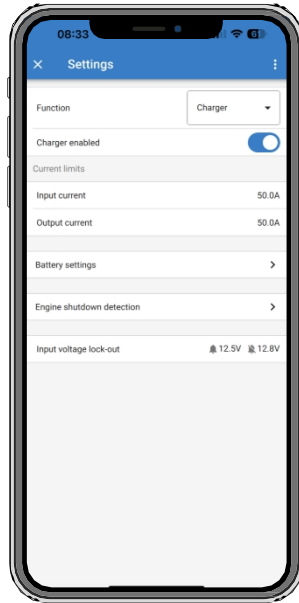 08:33
Settings
Function Charger
Charger enabled
Current limits
Input current 50.0A
Output current 50.0A
Battery settings
Engine shutdown detection
Input voltage lock-out 12.5V 12.8V